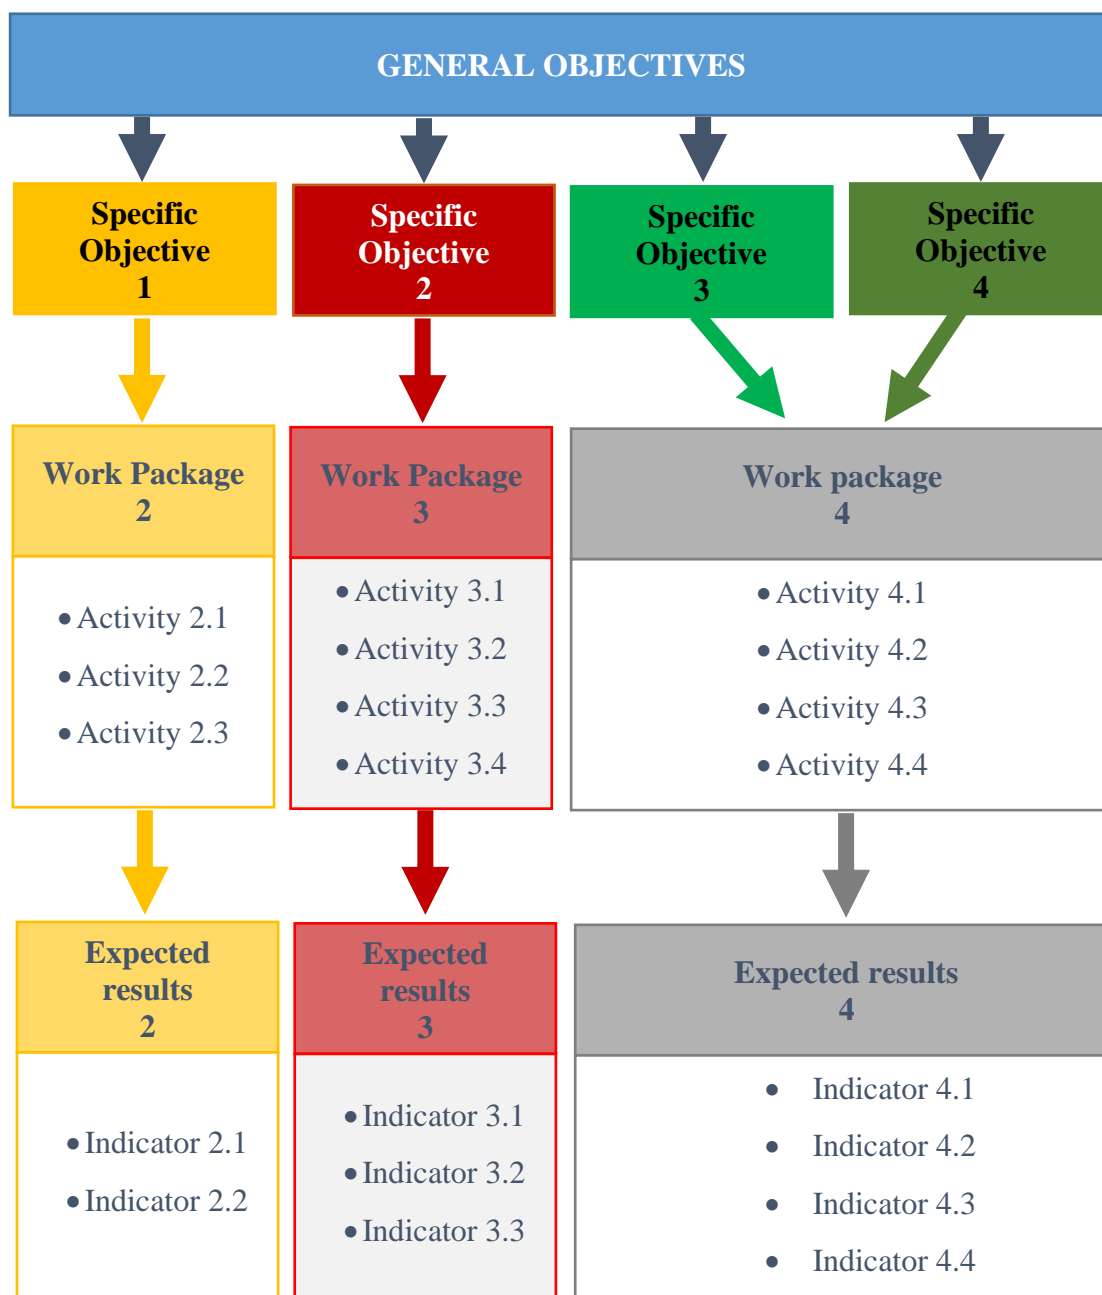 GENERAL OBJECTIVES
Specific
Objective
1
Specific
Objective
2
Specific
Objective
3
Specific
Objective
4
Work Package
2
• Activity 2.1
• Activity 2.2
• Activity 2.3
Work Package
3
• Activity 3.1
• Activity 3.2
• Activity 3.3
• Activity 3.4
Work package
4
• Activity 4.1
• Activity 4.2
• Activity 4.3
• Activity 4.4
Expected
results
2
• Indicator 2.1
• Indicator 2.2
Expected
results
3
• Indicator 3.1
• Indicator 3.2
• Indicator 3.3
Expected results
4
• Indicator 4.1
• Indicator 4.2
• Indicator 4.3
• Indicator 4.4